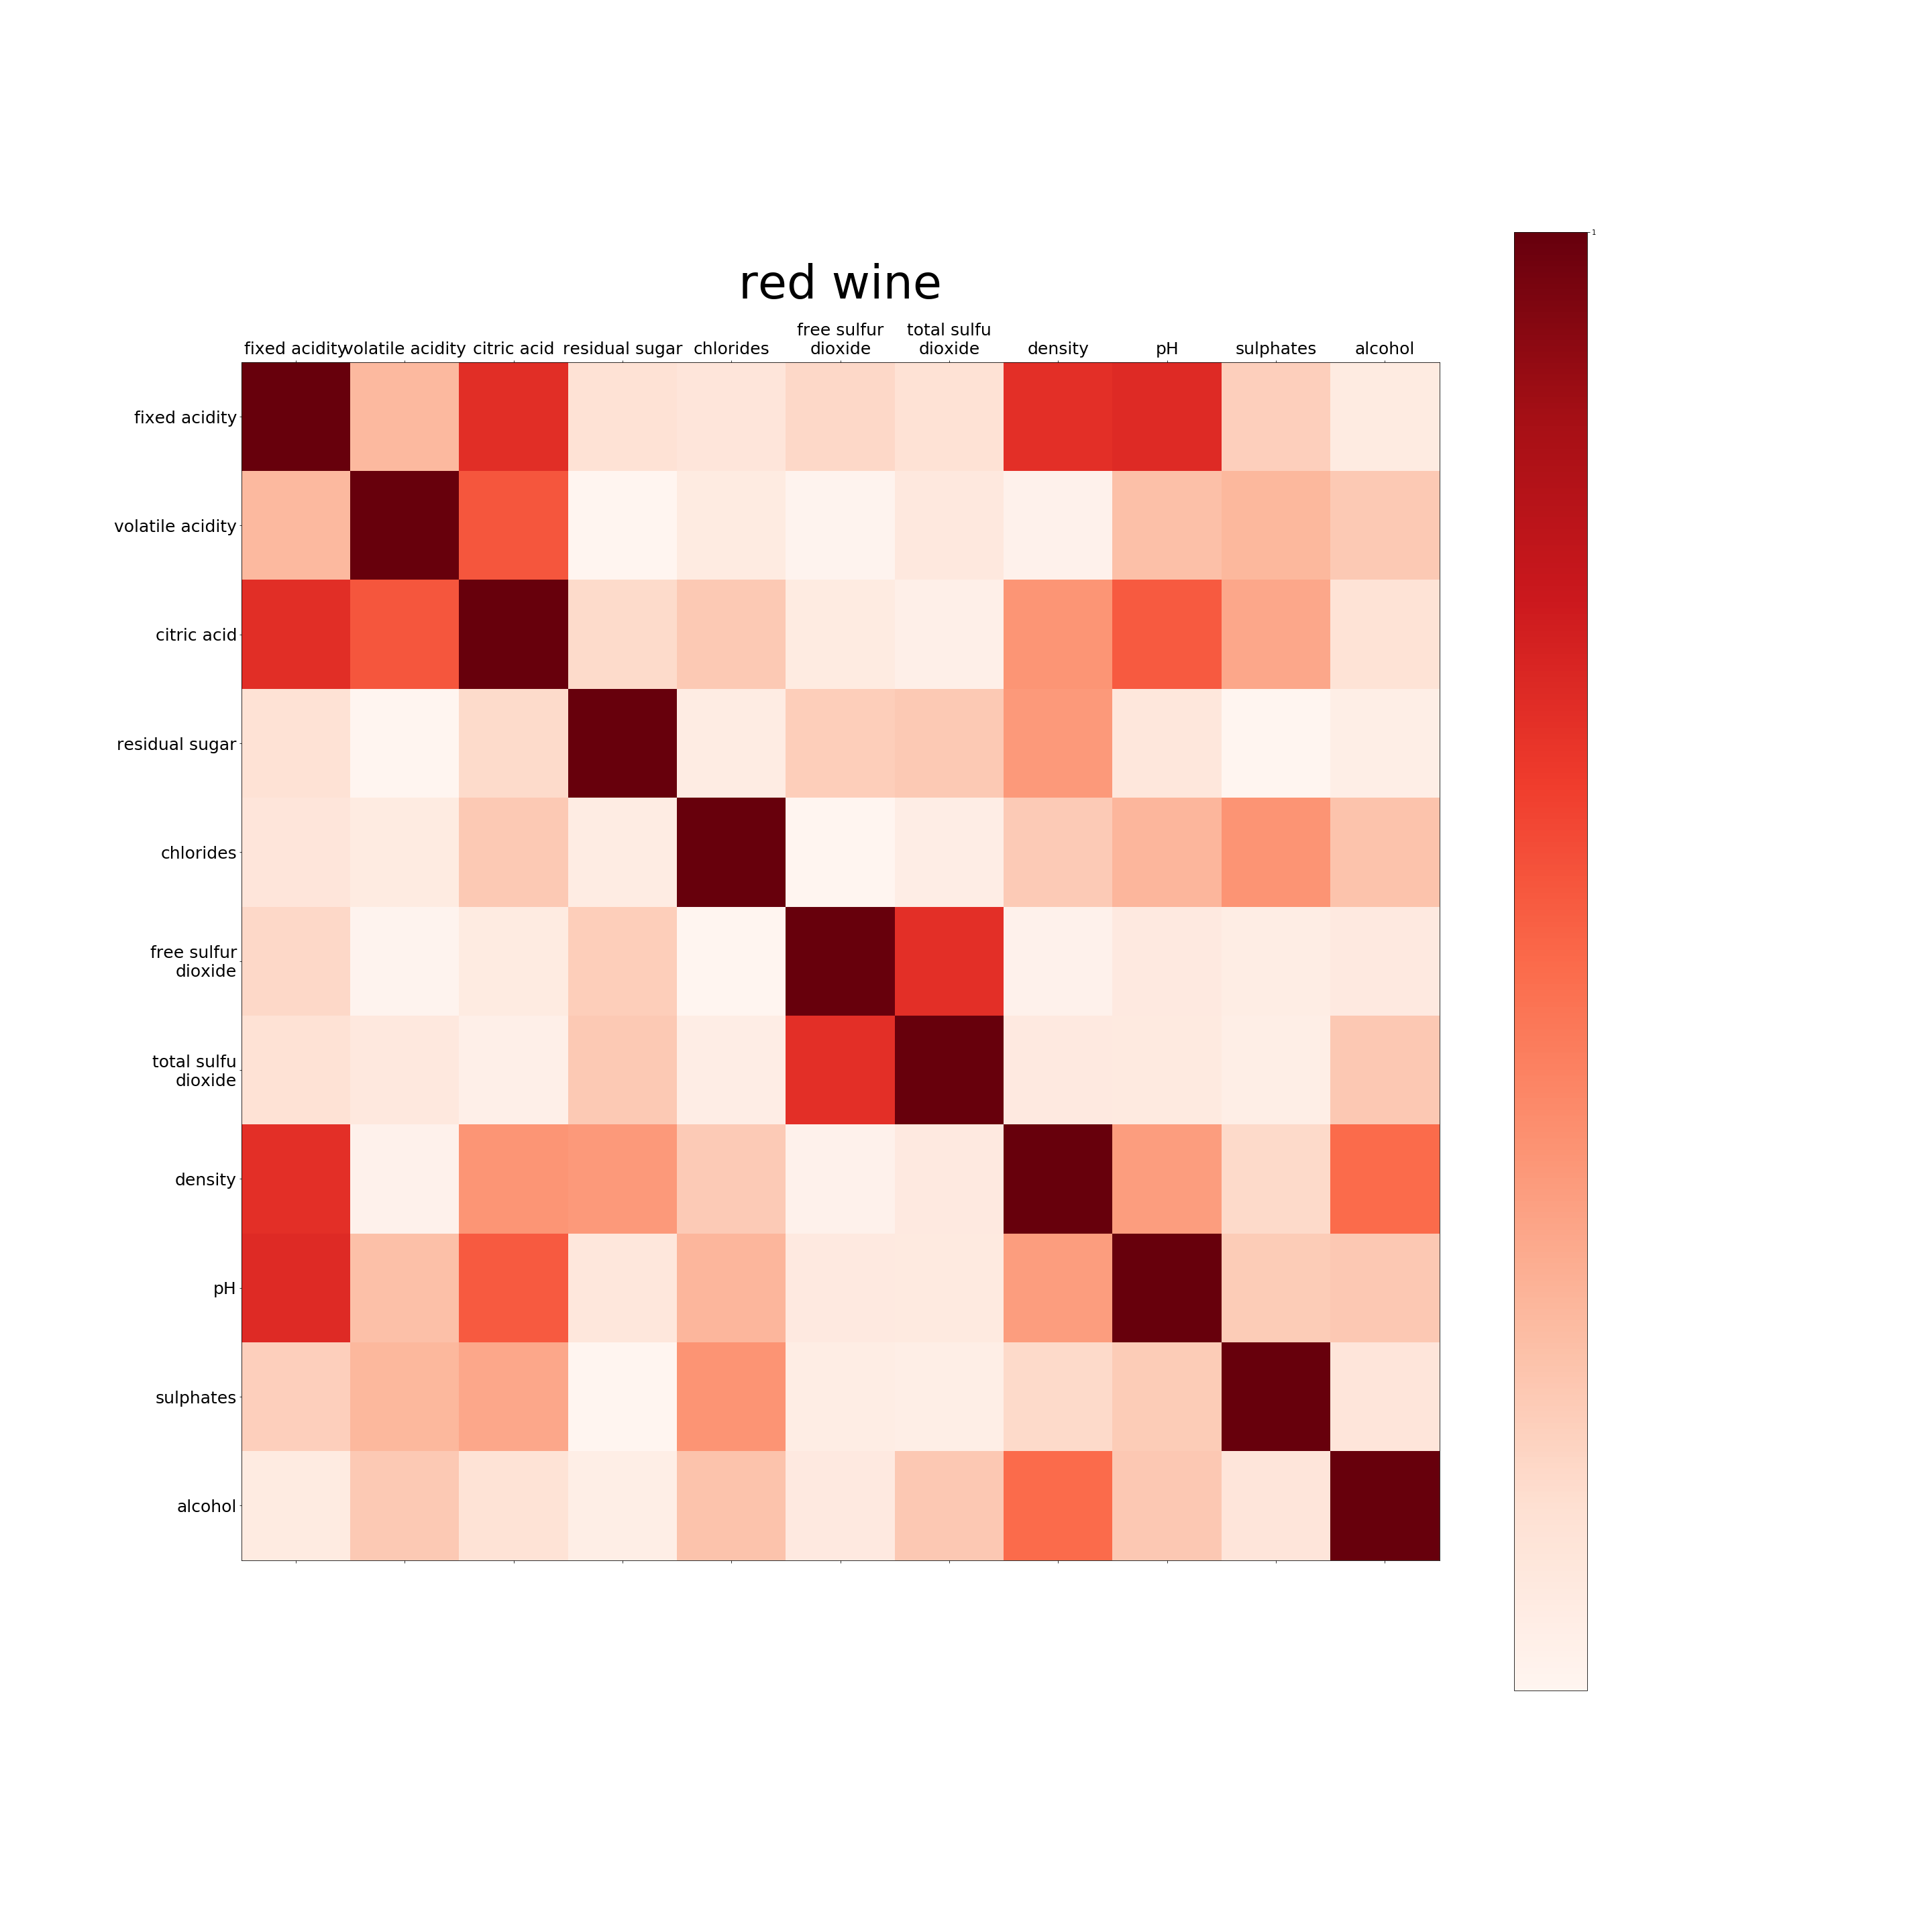 red wine
1
free sulfur total sulfu
fixed acidity volatile acidity citric acid residual sugar chlorides dioxide dioxide density pH sulphates alcohol
fixed acidity
volatile acidity
citric acid
residual sugar
chlorides
free sulfur
dioxide
total sulfu
dioxide
density
pH
sulphates
alcohol